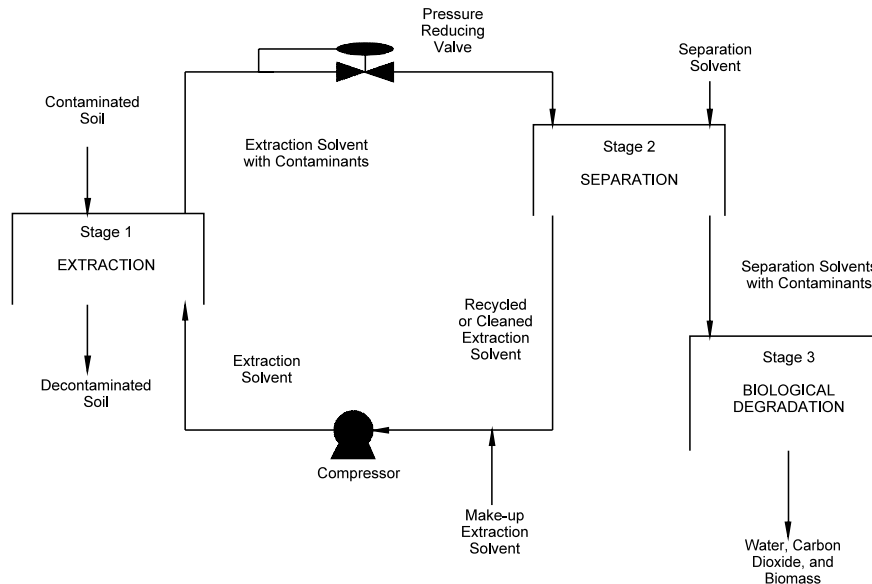 Pressure
Reducing
Valve
Separation
Solvent
Contaminated
Soil
Extraction Solvent
with Contaminants
Stage 2
SEPARATION
Stage 1
EXTRACTION
Separation Solvents
with Contaminants
Recycled
or Cleaned
Extraction
Solvent
Extraction
Solvent
Decontaminated
Soil
Stage 3
BIOLOGICAL
DEGRADATION
Compressor
Make-up
Extraction
Solvent
Water, Carbon
Dioxide, and
Biomass